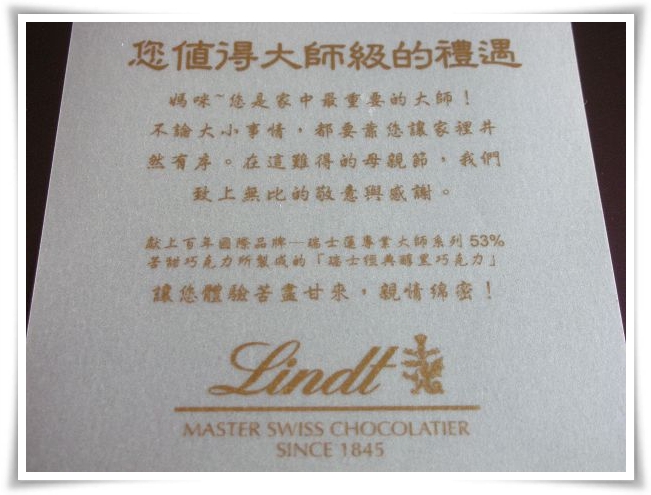 您值得大師級的禮遇
媽咪~您是家中最重要的大師！
不論大小事情，都要靠您讓家裡井
然有序。在這難得的母親節，我們
致上無比的敬意與感謝。
獻上百年國際品牌─瑞士蓮專業大師系列53%
苦甜巧克力所製成的「瑞士經典醇黑巧克力」
讓您體驗苦盡甘來，親情綿密！
Lindt
MASTER SWISS CHOCOLATIER
SINCE 1845